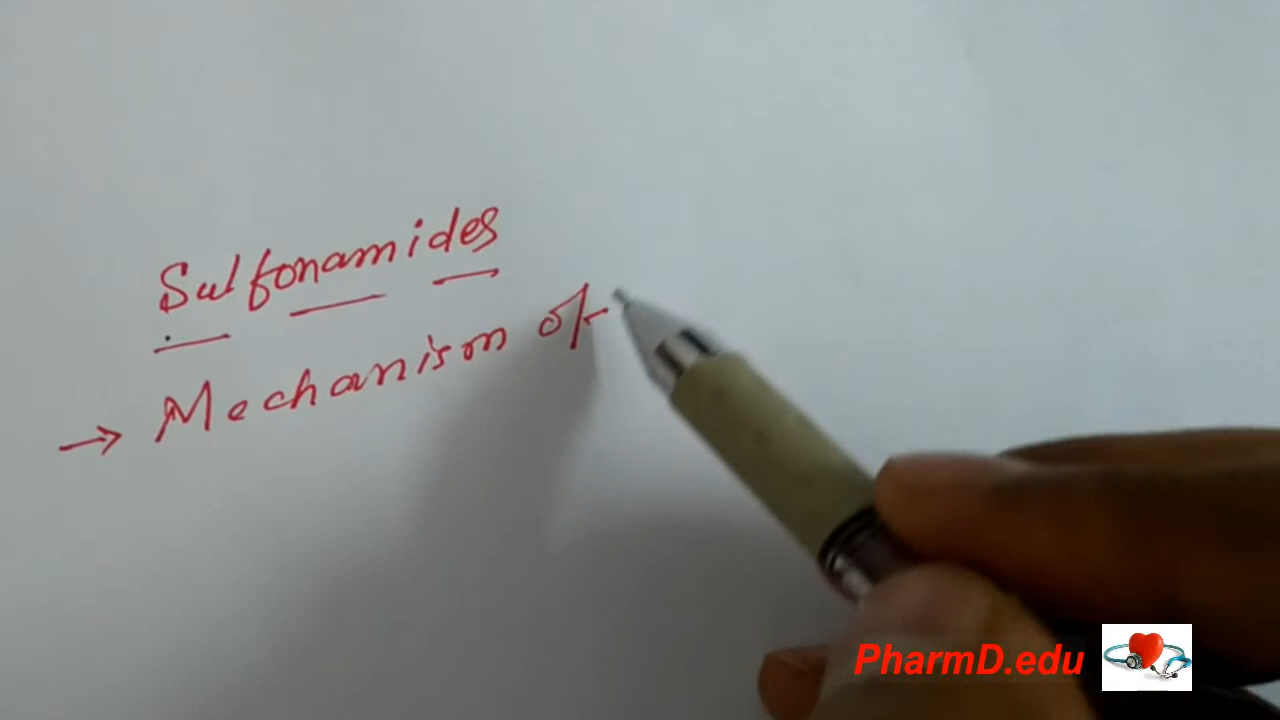 Sulfonamides
→ Mechanism of
PharmD.edu